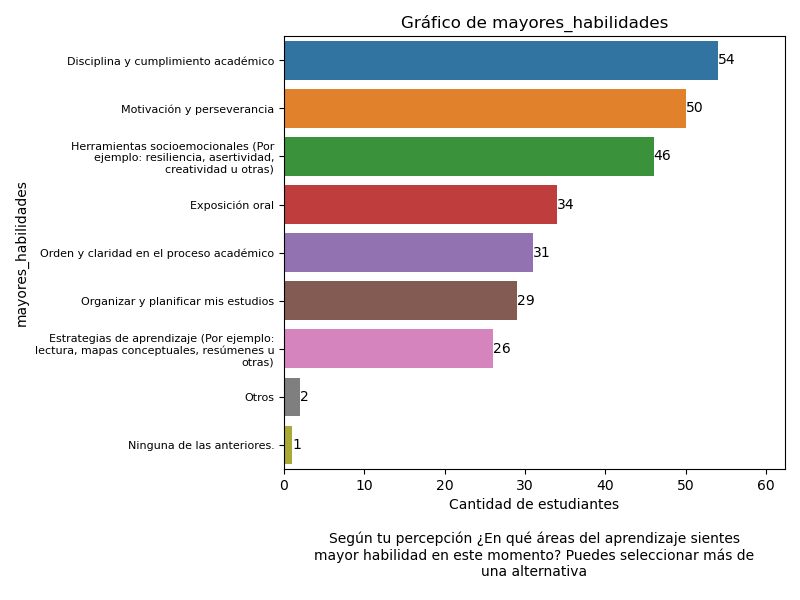 Gráfico de mayores_habilidades
mayores_habilidades
Disciplina y cumplimiento académico
54
Motivación y perseverancia
50
Herramientas socioemocionales (Por
ejemplo: resiliencia, asertividad,
creatividad u otras)
46
Exposición oral
34
Orden y claridad en el proceso académico
31
Organizar y planificar mis estudios
29
Estrategias de aprendizaje (Por ejemplo:
lectura, mapas conceptuales, resúmenes u
otras)
26
Otros
2
Ninguna de las anteriores.
1
0 10 20 30 40 50 60
Cantidad de estudiantes
Según tu percepción ¿En qué áreas del aprendizaje sientes
mayor habilidad en este momento? Puedes seleccionar más de
una alternativa